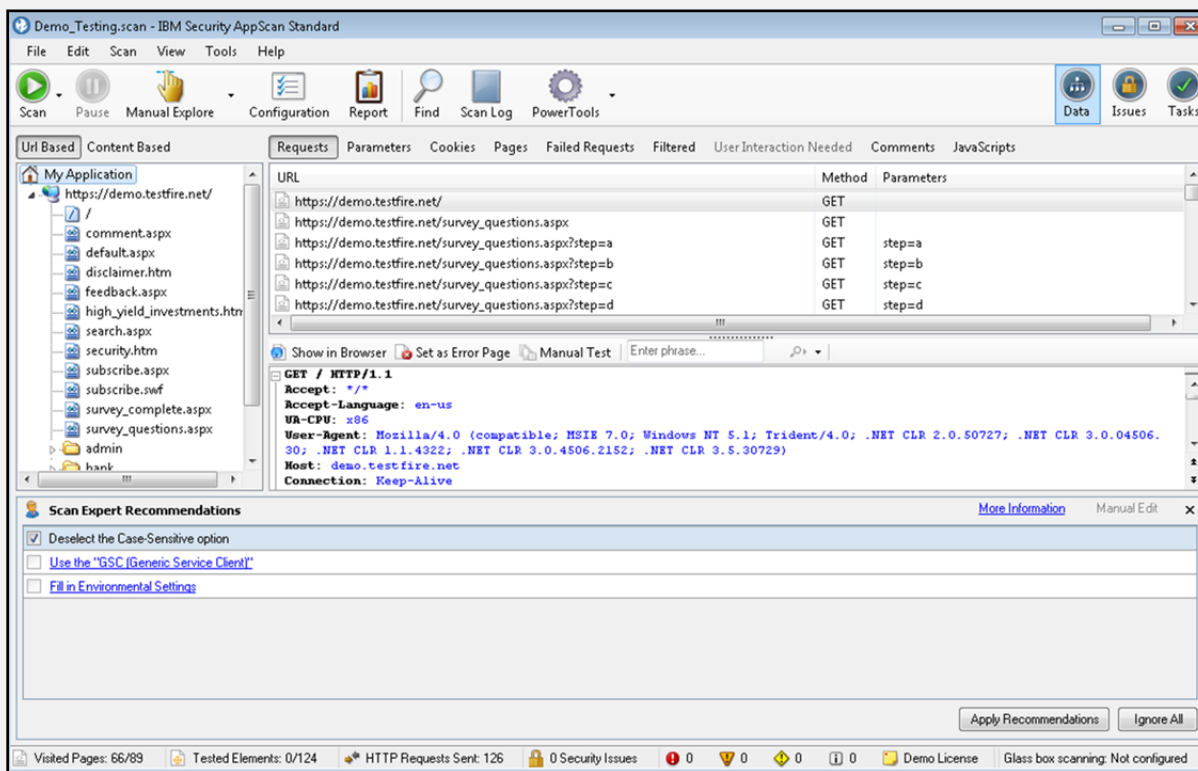 Demo_Testing.scan - IBM Security AppScan Standard
File Edit Scan View Tools Help
Scan Pause Manual Explore Configuration Report Find Scan Log PowerTools Data Issues Tasks
Url Based Content Based
My Application
https://demo.testfire.net/
/
comment.aspx
default.aspx
disclaimer.htm
feedback.aspx
high_yield_investments.htm
search.aspx
security.htm
subscribe.aspx
subscribe.swf
survey_complete.aspx
survey_questions.aspx
admin
bank
Requests Parameters Cookies Pages Failed Requests Filtered User Interaction Needed Comments JavaScripts
URL Method Parameters
https://demo.testfire.net/ GET
https://demo.testfire.net/survey_questions.aspx GET
https://demo.testfire.net/survey_questions.aspx?step=a GET step=a
https://demo.testfire.net/survey_questions.aspx?step=b GET step=b
https://demo.testfire.net/survey_questions.aspx?step=c GET step=c
https://demo.testfire.net/survey_questions.aspx?step=d GET step=d
Show in Browser Set as Error Page Manual Test Enter phrase...
GET / HTTP/1.1
Accept: */*
Accept-Language: en-us
UA-CPU: x86
User-Agent: Mozilla/4.0 (compatible; MSIE 7.0; Windows NT 5.1; Trident/4.0; .NET CLR 2.0.50727; .NET CLR 3.0.04506.
30; .NET CLR 1.1.4322; .NET CLR 3.0.4506.2152; .NET CLR 3.5.30729)
Host: demo.testfire.net
Connection: Keep-Alive
Scan Expert Recommendations More Information Manual Edit
Deselect the Case-Sensitive option
Use the "GSC (Generic Service Client)"
Fill in Environmental Settings
Apply Recommendations Ignore All
Visited Pages: 66/89 Tested Elements: 0/124 HTTP Requests Sent: 126 0 Security Issues 0 0 0 0 Demo License Glass box scanning: Not configured